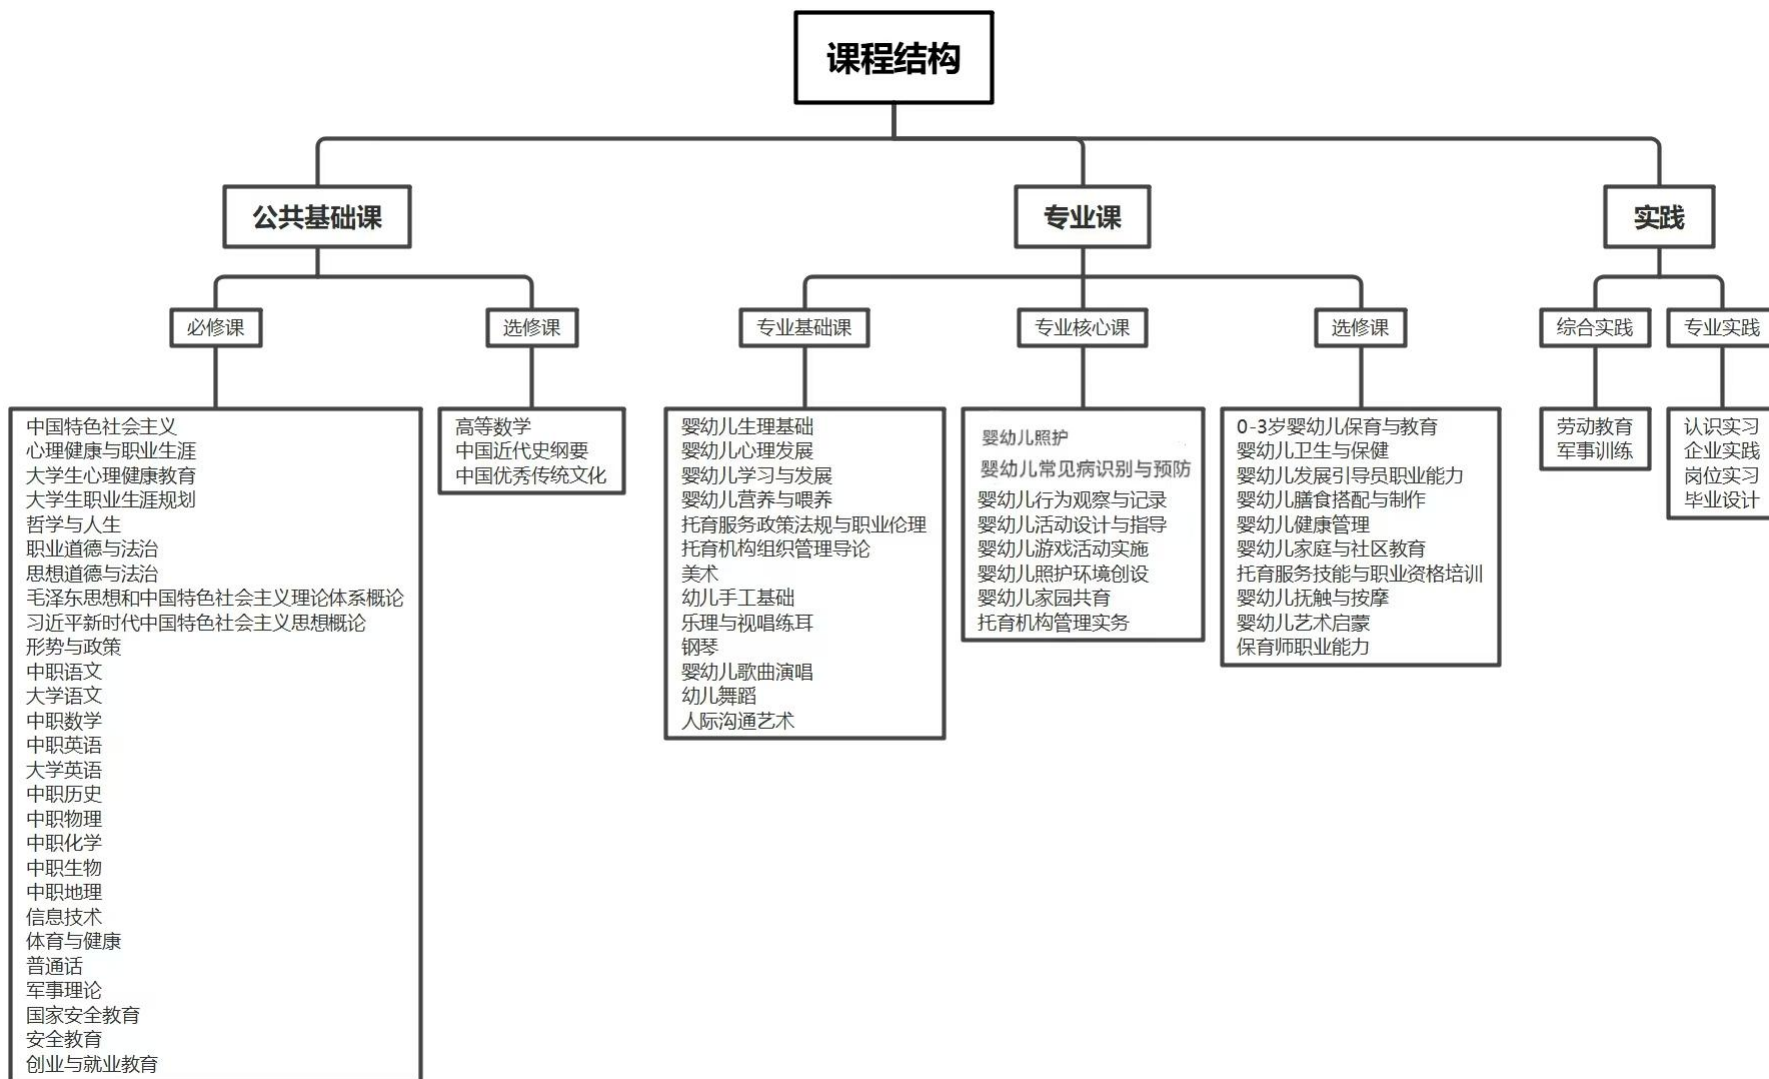 课程结构
公共基础课
专业课
实践
必修课
选修课
专业基础课
专业核心课
选修课
综合实践
专业实践
中国特色社会主义
心理健康与职业生涯
大学生心理健康教育
大学生职业生涯规划
哲学与人生
职业道德与法治
思想道德与法治
毛泽东思想和中国特色社会主义理论体系概论
习近平新时代中国特色社会主义思想概论
形势与政策
中职语文
大学语文
中职数学
中职英语
大学英语
中职历史
中职物理
中职化学
中职生物
中职地理
信息技术
体育与健康
普通话
军事理论
国家安全教育
安全教育
创业与就业教育
高等数学
中国近代史纲要
中国优秀传统文化
婴幼儿生理基础
婴幼儿心理发展
婴幼儿学习与发展
婴幼儿营养与喂养
托育服务政策法规与职业伦理
托育机构组织管理导论
美术
幼儿手工基础
乐理与视唱练耳
钢琴
婴幼儿歌曲演唱
幼儿舞蹈
人际沟通艺术
婴幼儿照护
婴幼儿常见病识别与预防
婴幼儿行为观察与记录
婴幼儿活动设计与指导
婴幼儿游戏活动实施
婴幼儿照护环境创设
婴幼儿家园共育
托育机构管理实务
0-3岁婴幼儿保育与教育
婴幼儿卫生与保健
婴幼儿发展引导员职业能力
婴幼儿膳食搭配与制作
婴幼儿健康管理
婴幼儿家庭与社区教育
托育服务技能与职业资格培训
婴幼儿抚触与按摩
婴幼儿艺术启蒙
保育师职业能力
劳动教育
军事训练
认识实习
企业实践
岗位实习
毕业设计